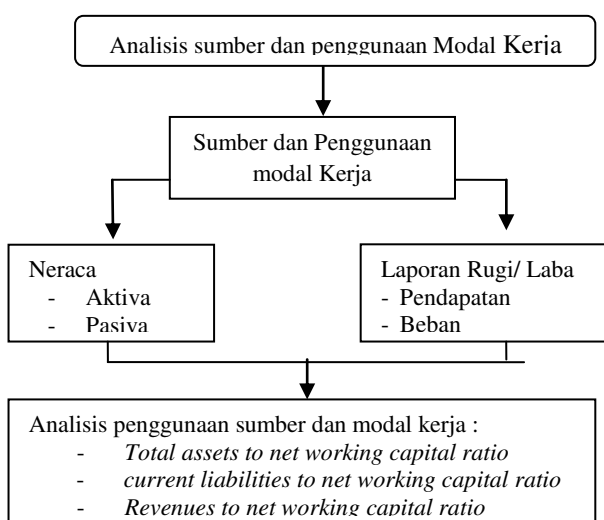 Analisis sumber dan penggunaan Modal Kerja
Sumber dan Penggunaan
modal Kerja
Neraca
- Aktiva
- Pasiva
Laporan Rugi/ Laba
- Pendapatan
- Beban
Analisis penggunaan sumber dan modal kerja :
- Total assets to net working capital ratio
- current liabilities to net working capital ratio
- Revenues to net working capital ratio